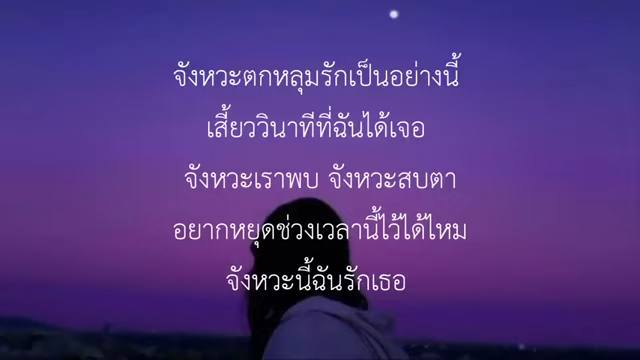 จังหวะตกหลุมรักเป็นอย่างนี้
เสี้ยววินาทีที่ฉันได้เจอ
จังหวะเราพบ จังหวะสบตา
อยากหยุดช่วงเวลานี้ไว้ได้ไหม
จังหวะนี้ฉันรักเธอ